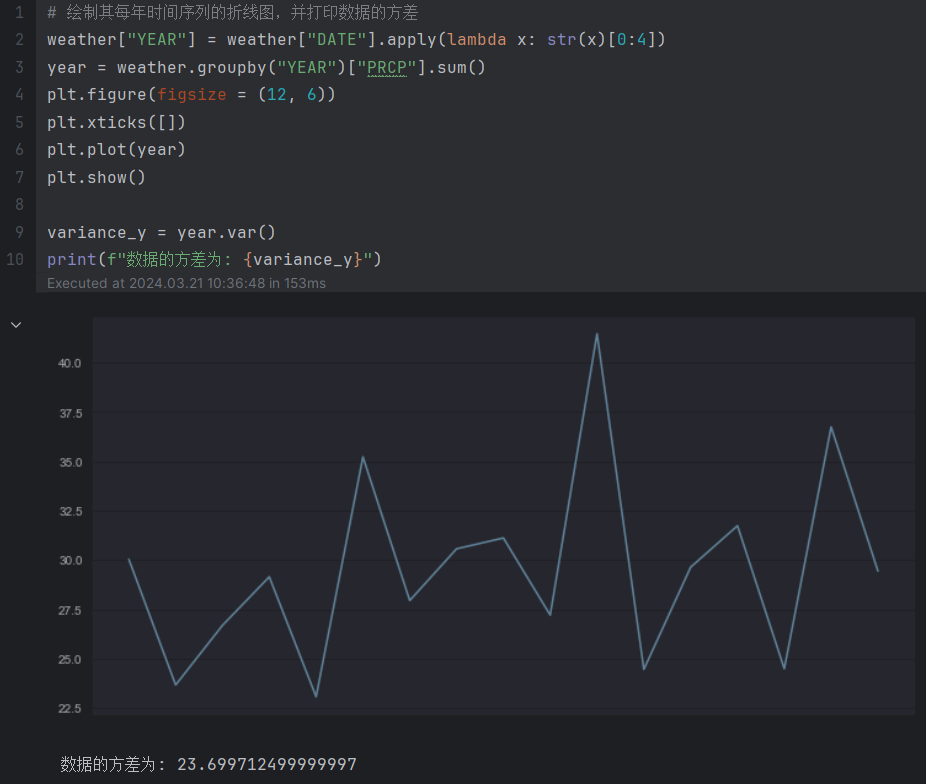 1 # 绘制其每年时间序列的折线图，并打印数据的方差
2 weather["YEAR"] = weather["DATE"].apply(lambda x: str(x)[0:4])
3 year = weather.groupby("YEAR")["PRCP"].sum()
4 plt.figure(figsize = (12, 6))
5 plt.xticks([])
6 plt.plot(year)
7 plt.show()
8
9 variance_y = year.var()
10 print(f"数据的方差为: {variance_y}")
Executed at 2024.03.21 10:36:48 in 153ms
40.0
37.5
35.0
32.5
30.0
27.5
25.0
22.5
数据的方差为: 23.699712499999997